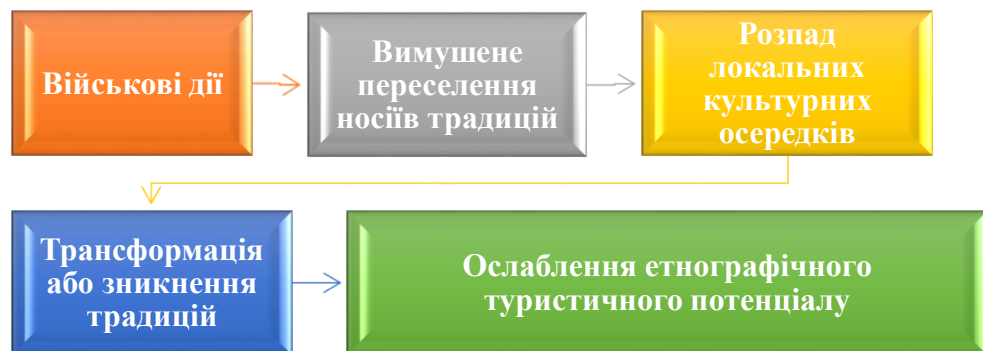 Військові дії
Вимушене
переселення
носіїв традицій
Розпад
локальних
культурних
осередків
Трансформація
або зникнення
традицій
Ослаблення етнографічного
туристичного потенціалу